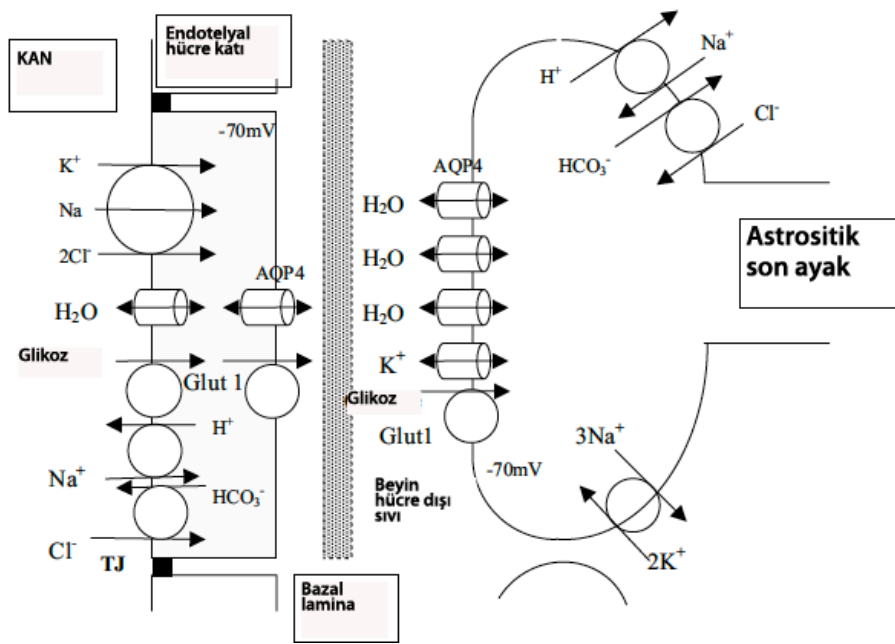 KAN
Endotelyal
hücre katı
-70mV
K⁺
Na
2Cl⁻
H₂O
AQP4
Glikoz
Glut 1
H⁺
Na⁺
HCO₃⁻
Cl⁻
TJ
Bazal
lamina
AQP4
H₂O
H₂O
H₂O
K⁺
Glikoz
Glut1
-70mV
Beyin
hücre dışı
sıvı
H⁺
Na⁺
HCO₃⁻
Cl⁻
Astrositik
son ayak
3Na⁺
2K⁺